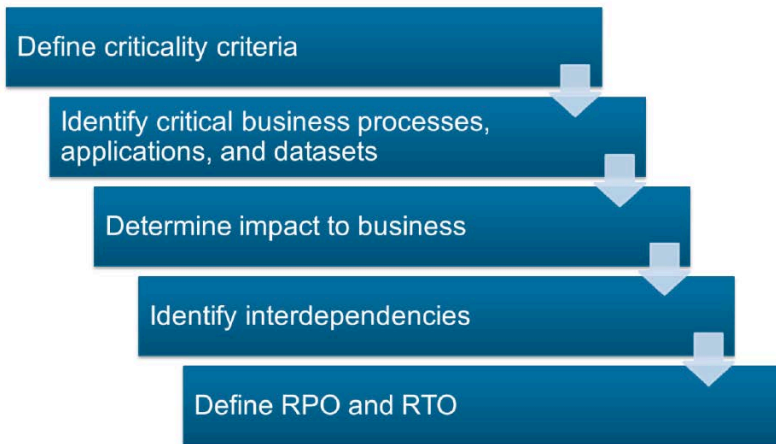 Define criticality criteria
Identify critical business processes,
applications, and datasets
Determine impact to business
Identify interdependencies
Define RPO and RTO